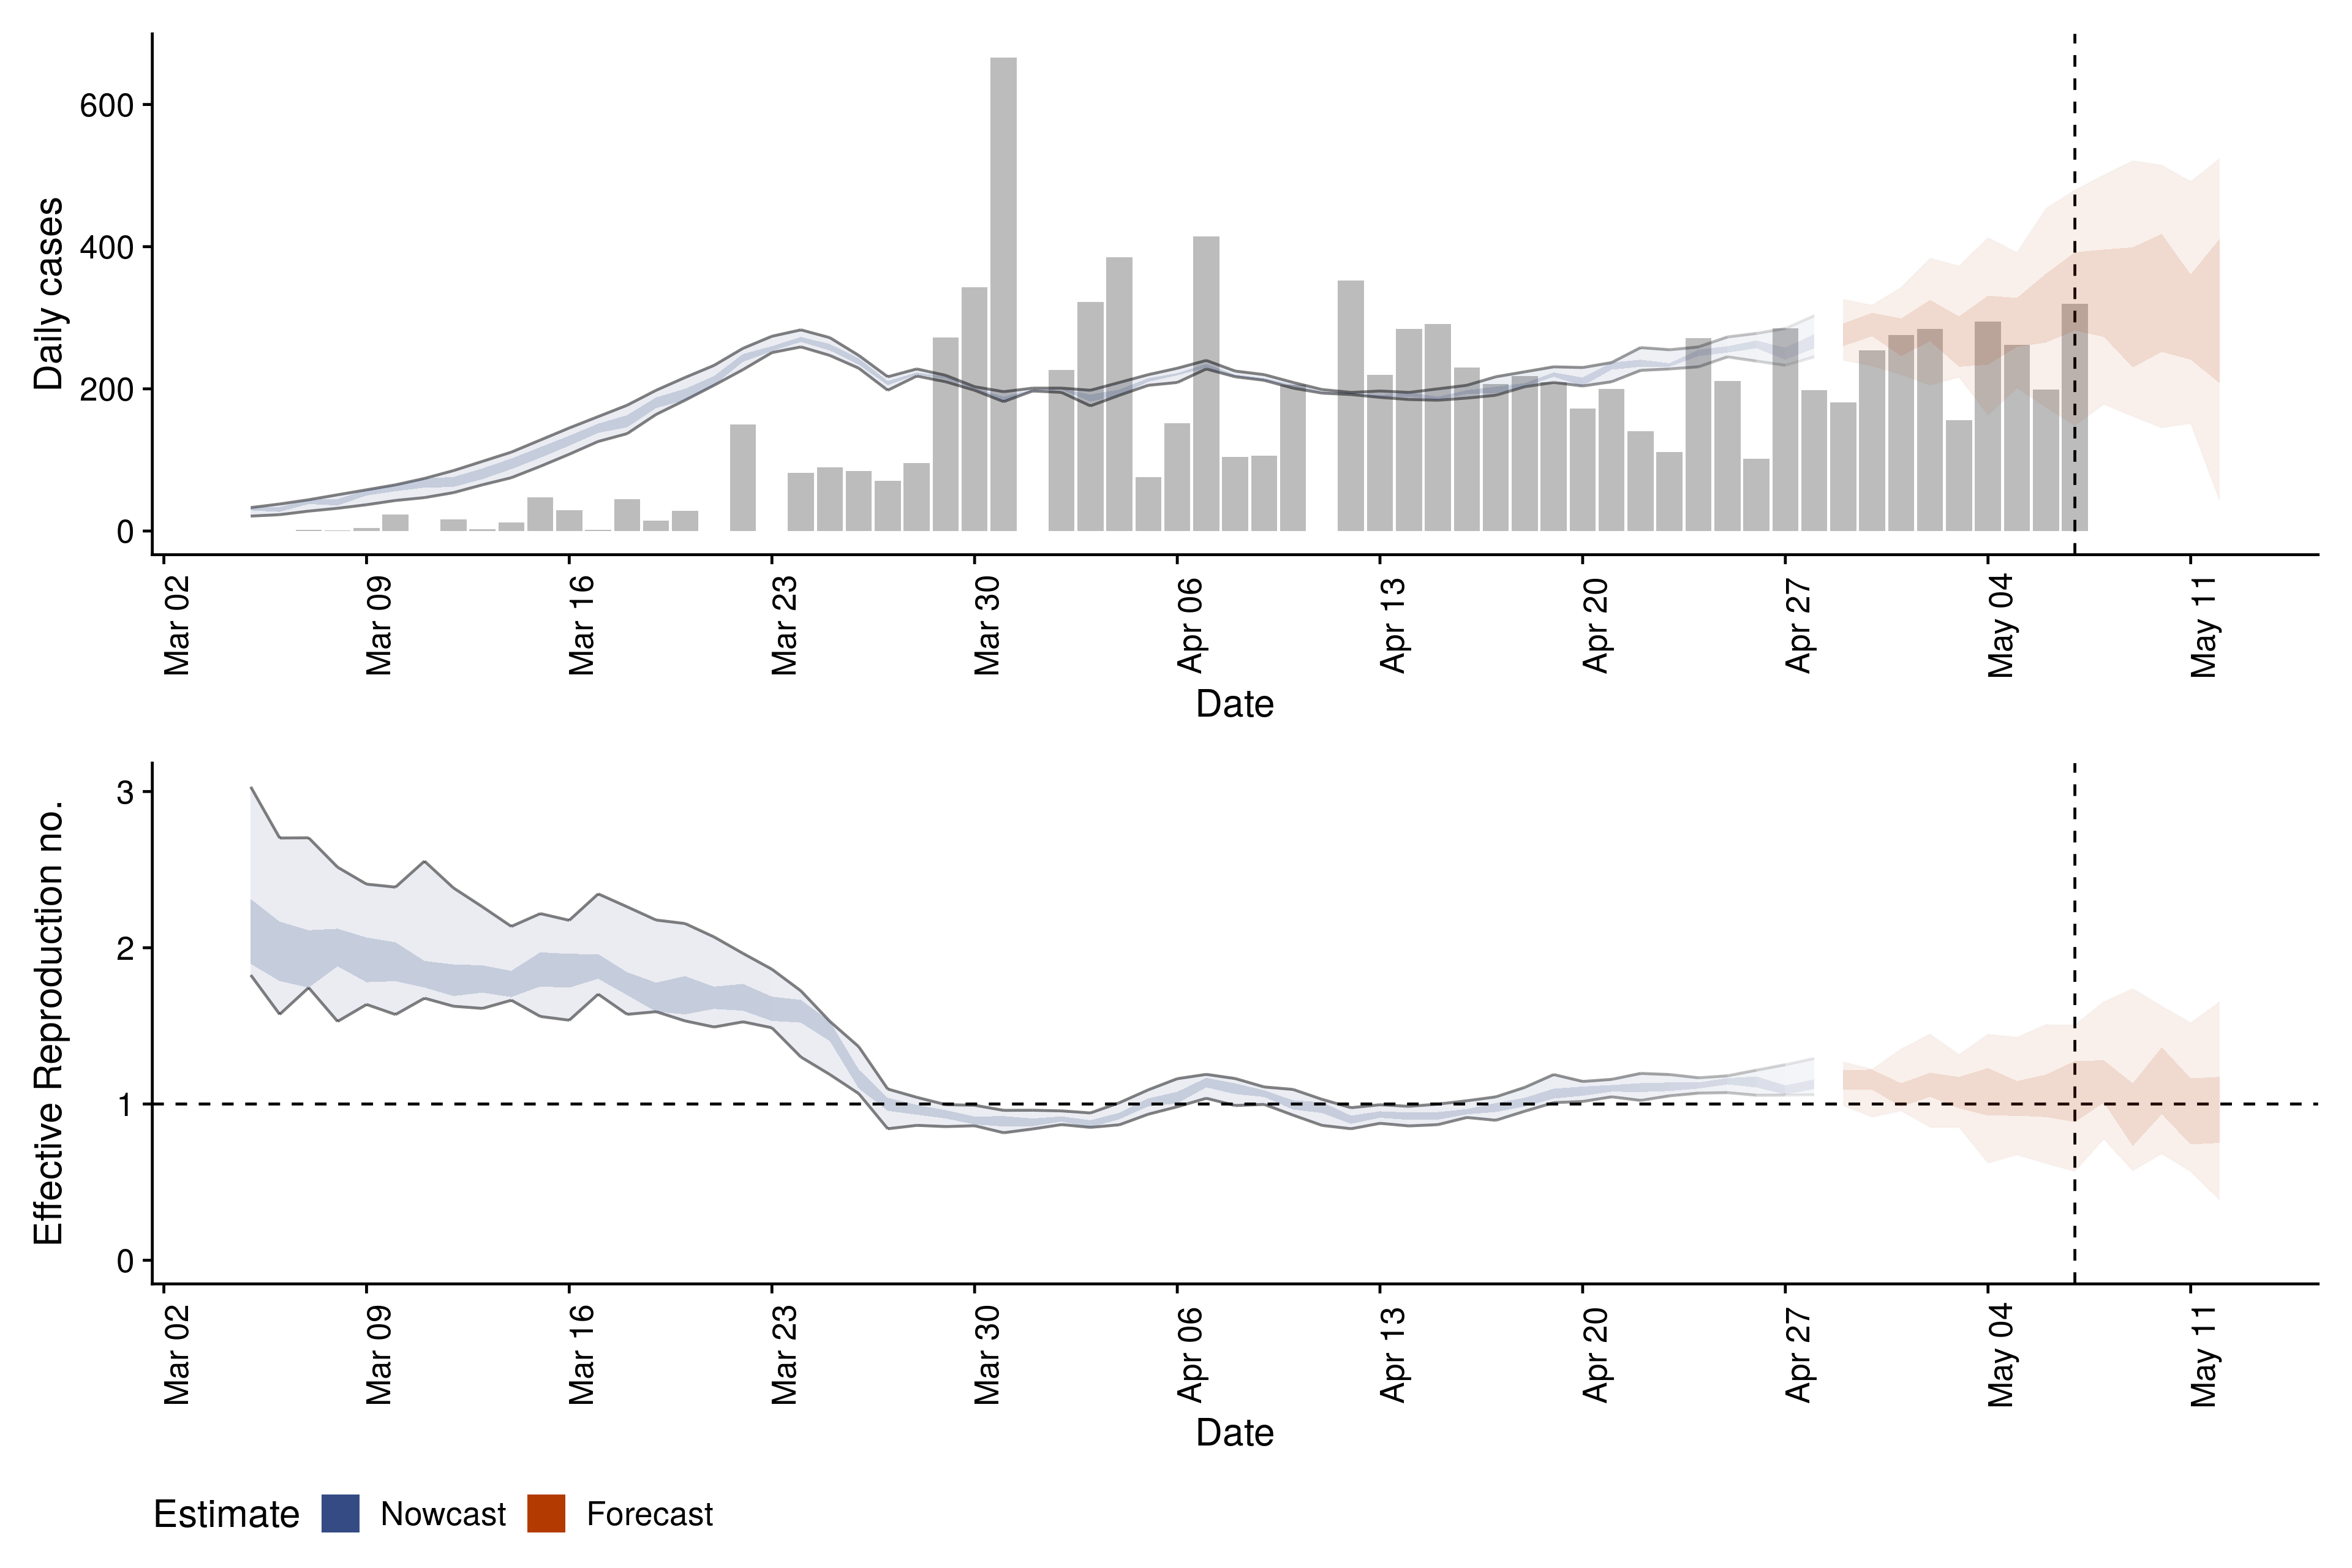 Daily cases
600
400
200
0
Mar 02
Mar 09
Mar 16
Mar 23
Mar 30
Apr 06
Apr 13
Apr 20
Apr 27
May 04
May 11
Date
Effective Reproduction no.
3
2
1
0
Mar 02
Mar 09
Mar 16
Mar 23
Mar 30
Apr 06
Apr 13
Apr 20
Apr 27
May 04
May 11
Date
Estimate Nowcast Forecast